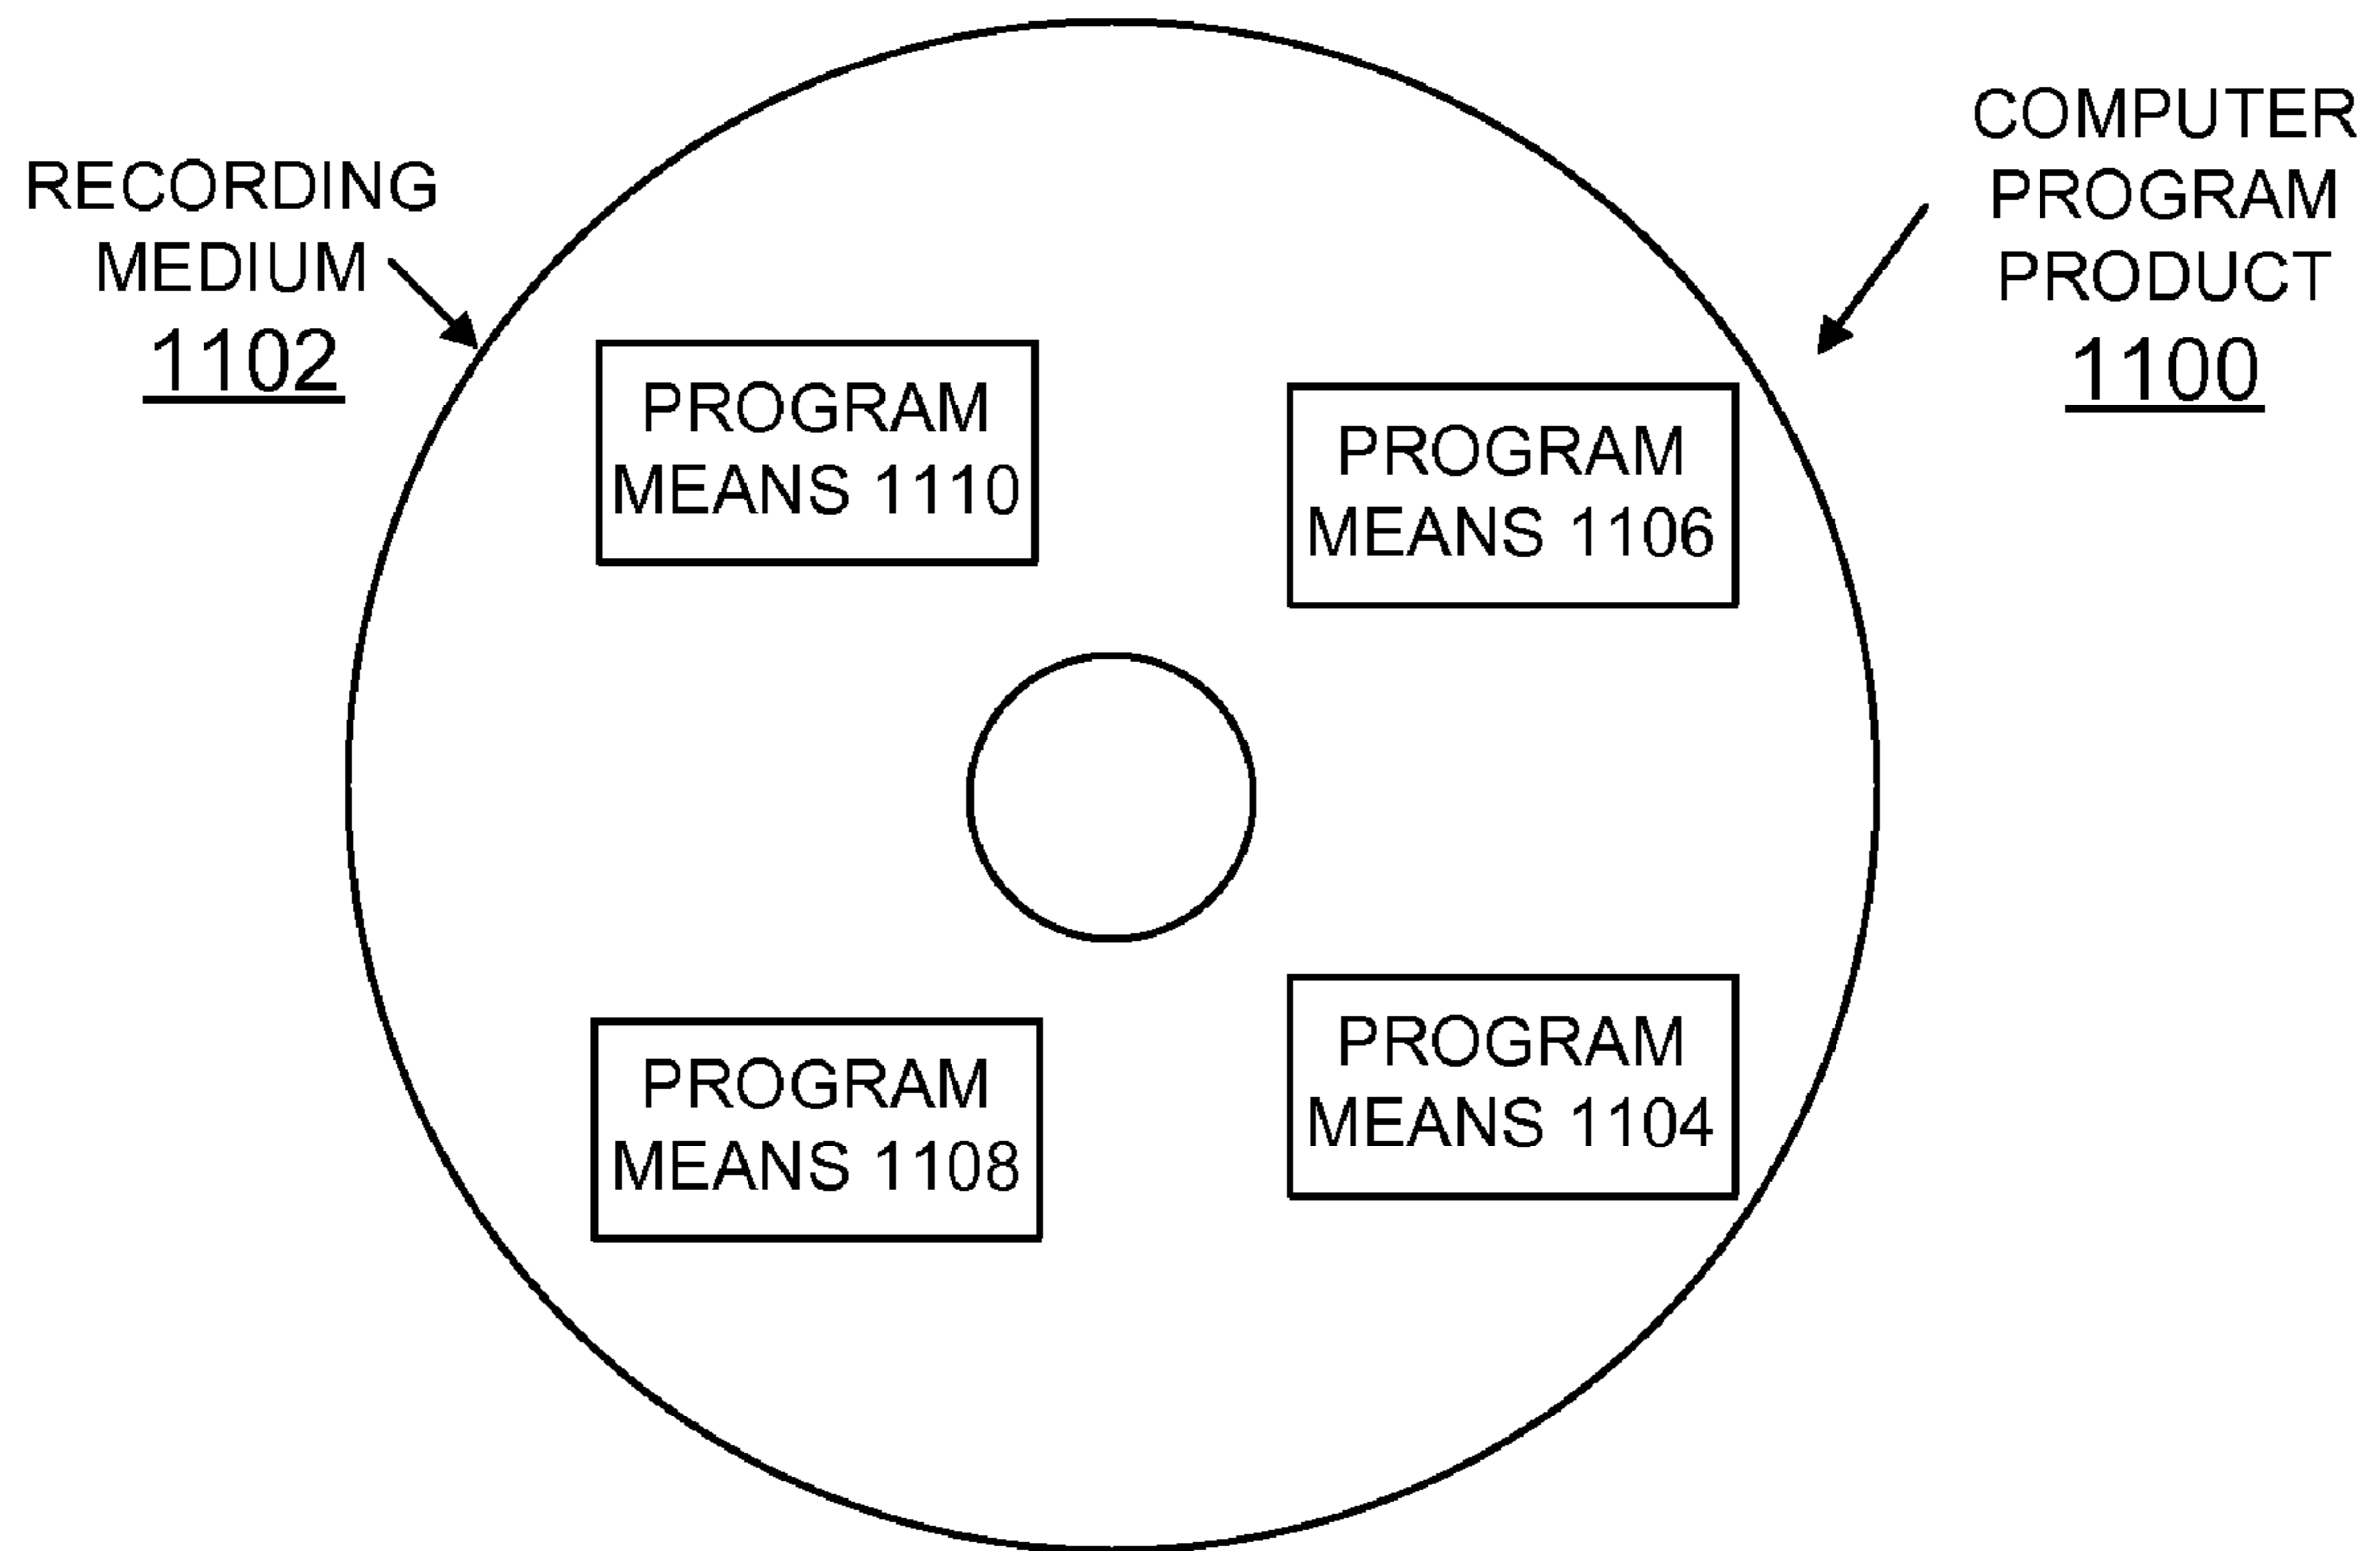 RECORDING
MEDIUM
1102
COMPUTER
PROGRAM
PRODUCT
1100
PROGRAM
MEANS 1110
PROGRAM
MEANS 1106
PROGRAM
MEANS 1108
PROGRAM
MEANS 1104